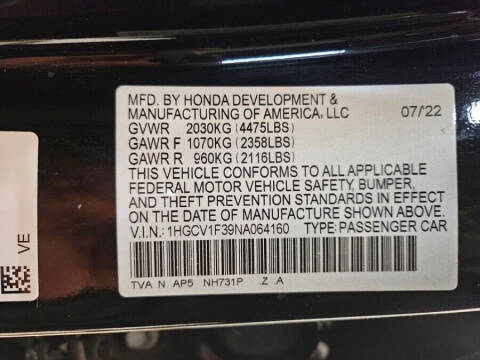 MFD. BY HONDA DEVELOPMENT &
MANUFACTURING OF AMERICA, LLC 07/22
GVWR 2030KG (4475LBS)
GAWR F 1070KG (2358LBS)
GAWR R 960KG (2116LBS)
THIS VEHICLE CONFORMS TO ALL APPLICABLE
FEDERAL MOTOR VEHICLE SAFETY, BUMPER,
AND THEFT PREVENTION STANDARDS IN EFFECT
ON THE DATE OF MANUFACTURE SHOWN ABOVE.
V.I.N.: 1HGCV1F39NA064160 TYPE: PASSENGER CAR
TVA N AP5 NH731P .Z .A
VE